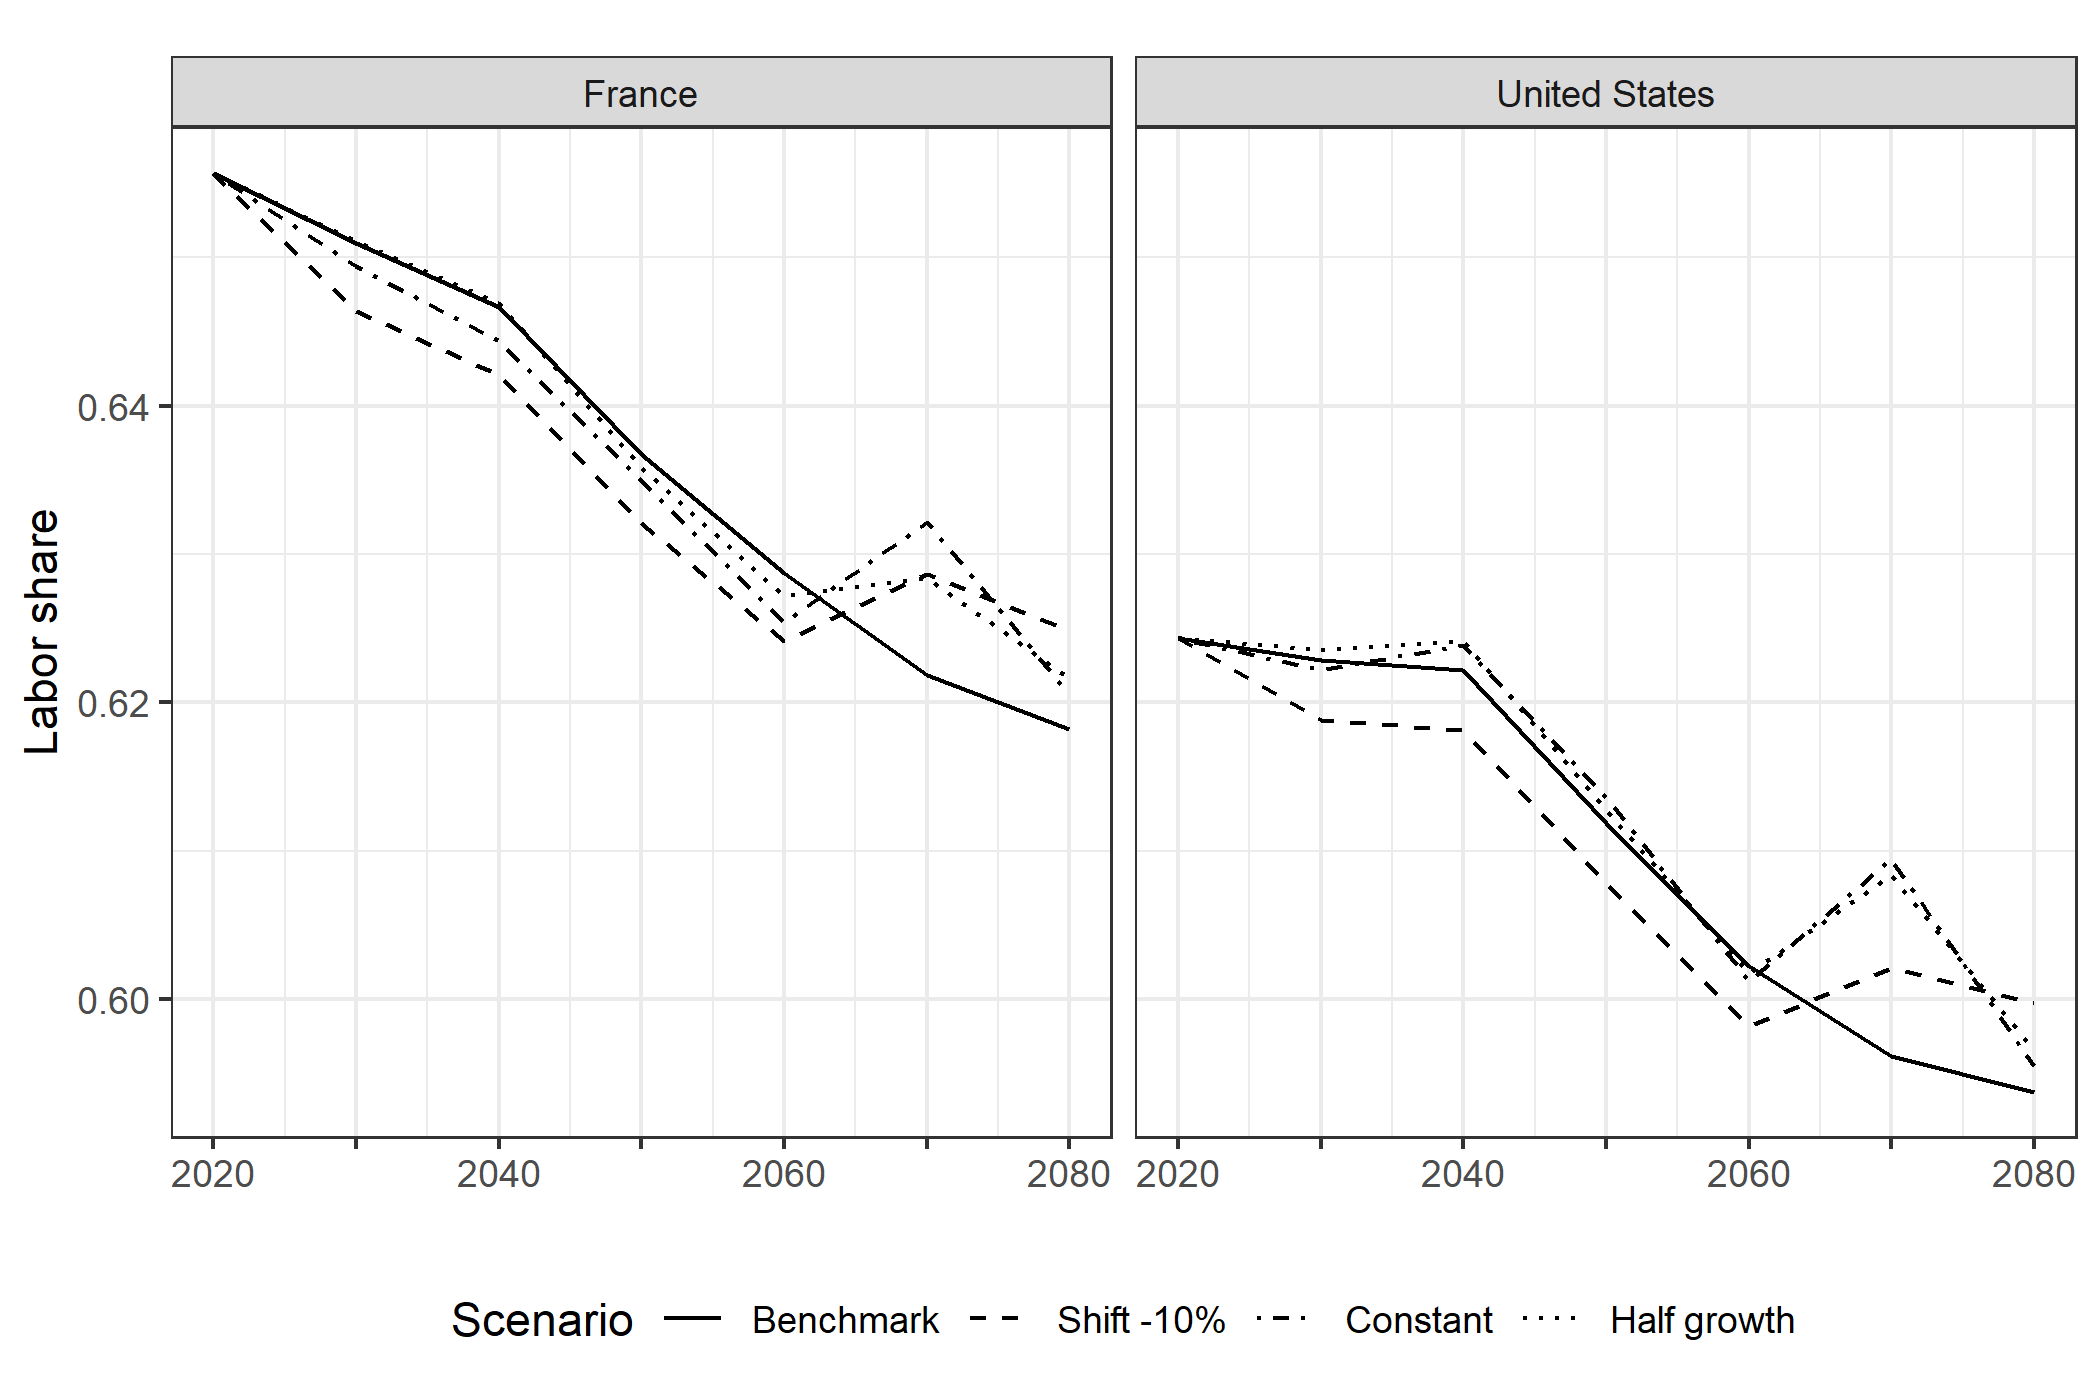 France
United States
Labor share
0.64
0.62
0.60
2020 2040 2060 2080
2020 2040 2060 2080
Scenario Benchmark Shift -10% Constant Half growth